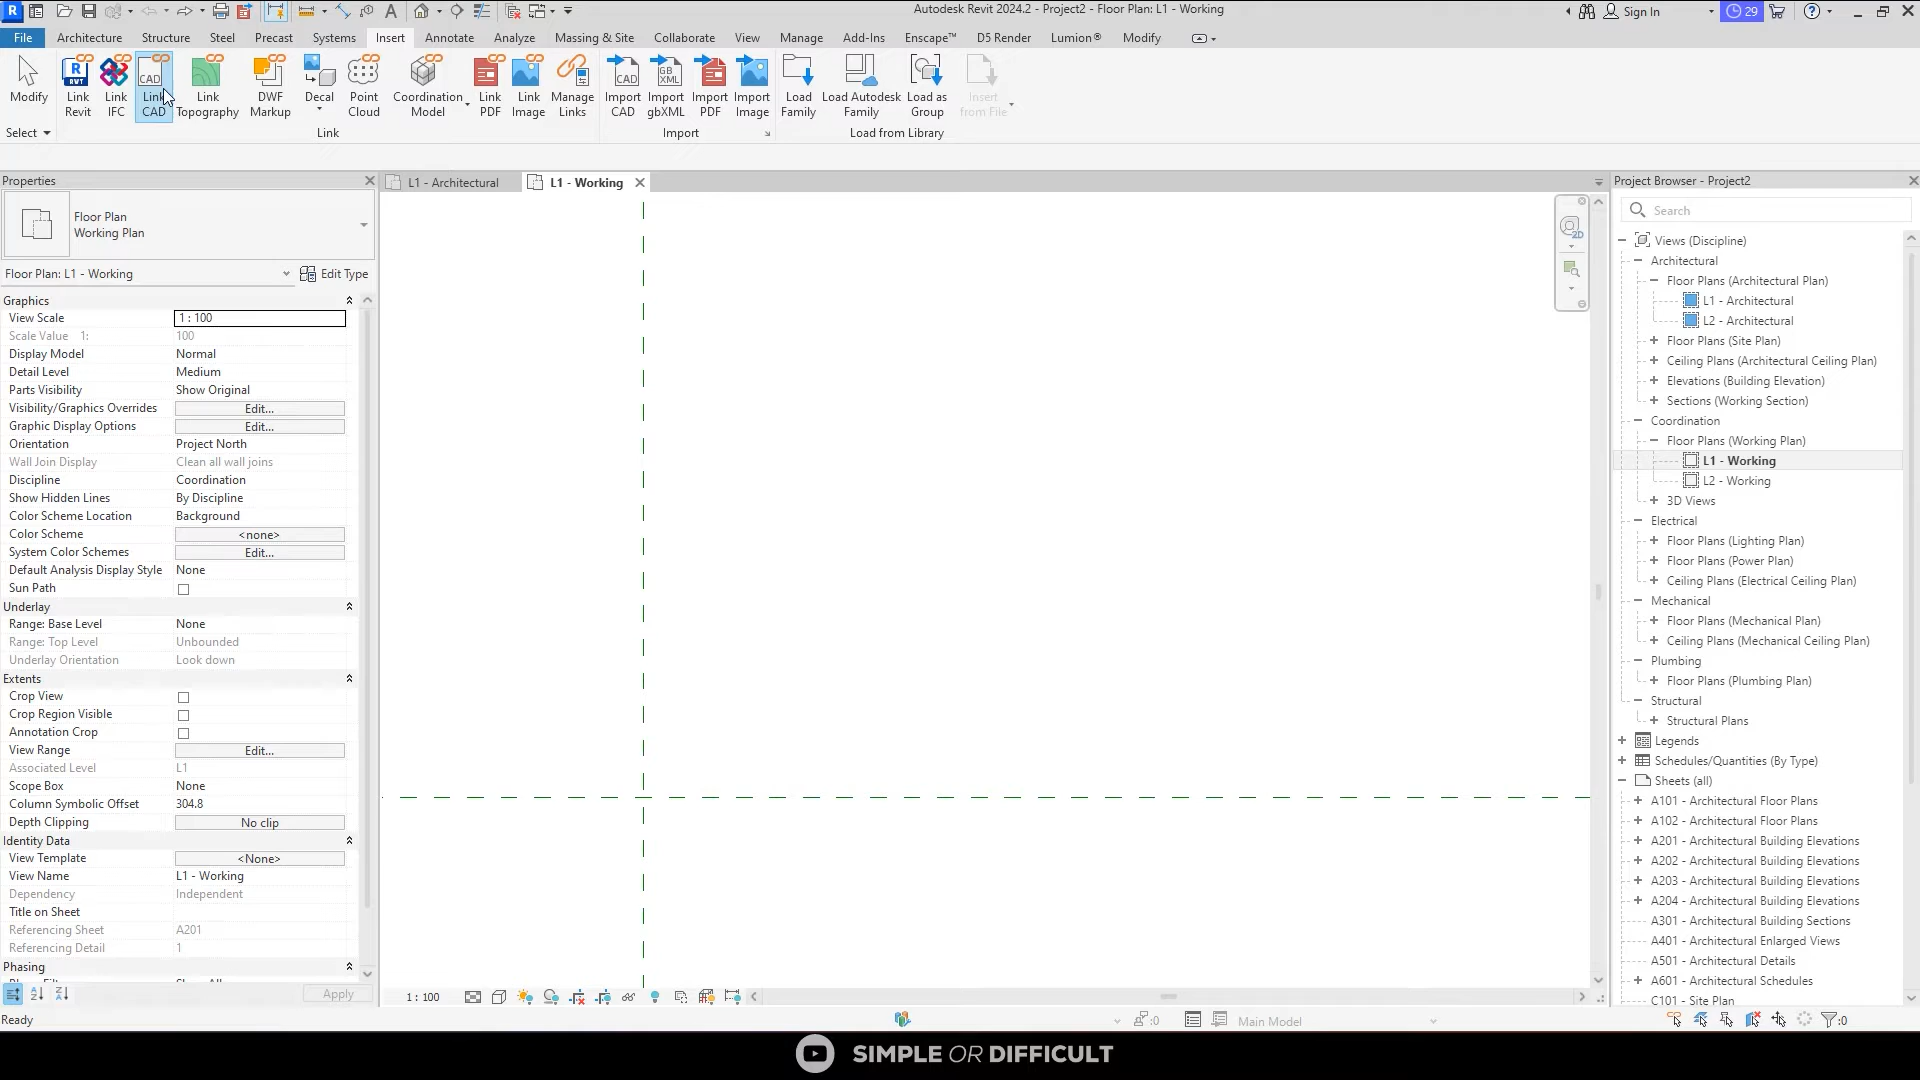 Autodesk Revit 2024.2 - Project2 - Floor Plan: L1 - Working
Sign In
29
File Architecture Structure Steel Precast Systems Insert Annotate Analyze Massing & Site Collaborate View Manage Add-Ins Enscape™ D5 Render Lumion® Modify
Modify
Link Revit
Link IFC
Link CAD
Link Topography
DWF Markup
Decal
Point Cloud
Coordination Model
Link PDF
Link Image
Manage Links
Import CAD
Import gbXML
Import PDF
Import Image
Load Family
Load Autodesk Family
Load as Group
Insert from File
Select
Link
Import
Load from Library
Properties
Floor Plan
Working Plan
Floor Plan: L1 - Working
Edit Type
Graphics
View Scale 1 : 100
Scale Value 1: 100
Display Model Normal
Detail Level Medium
Parts Visibility Show Original
Visibility/Graphics Overrides Edit...
Graphic Display Options Edit...
Orientation Project North
Wall Join Display Clean all wall joins
Discipline Coordination
Show Hidden Lines By Discipline
Color Scheme Location Background
Color Scheme <none>
System Color Schemes Edit...
Default Analysis Display Style None
Sun Path
Underlay
Range: Base Level None
Range: Top Level Unbounded
Underlay Orientation Look down
Extents
Crop View
Crop Region Visible
Annotation Crop
View Range Edit...
Associated Level L1
Scope Box None
Column Symbolic Offset 304.8
Depth Clipping No clip
Identity Data
View Template <None>
View Name L1 - Working
Dependency Independent
Title on Sheet
Referencing Sheet A201
Referencing Detail 1
Phasing
Apply
Ready
L1 - Architectural
L1 - Working
2D
1 : 100
:0
Main Model
:0
Project Browser - Project2
Search
Views (Discipline)
Architectural
Floor Plans (Architectural Plan)
L1 - Architectural
L2 - Architectural
Floor Plans (Site Plan)
Ceiling Plans (Architectural Ceiling Plan)
Elevations (Building Elevation)
Sections (Working Section)
Coordination
Floor Plans (Working Plan)
L1 - Working
L2 - Working
3D Views
Electrical
Floor Plans (Lighting Plan)
Floor Plans (Power Plan)
Ceiling Plans (Electrical Ceiling Plan)
Mechanical
Floor Plans (Mechanical Plan)
Ceiling Plans (Mechanical Ceiling Plan)
Plumbing
Floor Plans (Plumbing Plan)
Structural
Structural Plans
Legends
Schedules/Quantities (By Type)
Sheets (all)
A101 - Architectural Floor Plans
A102 - Architectural Floor Plans
A201 - Architectural Building Elevations
A202 - Architectural Building Elevations
A203 - Architectural Building Elevations
A204 - Architectural Building Elevations
A301 - Architectural Building Sections
A401 - Architectural Enlarged Views
A501 - Architectural Details
A601 - Architectural Schedules
C101 - Site Plan
SIMPLE OR DIFFICULT